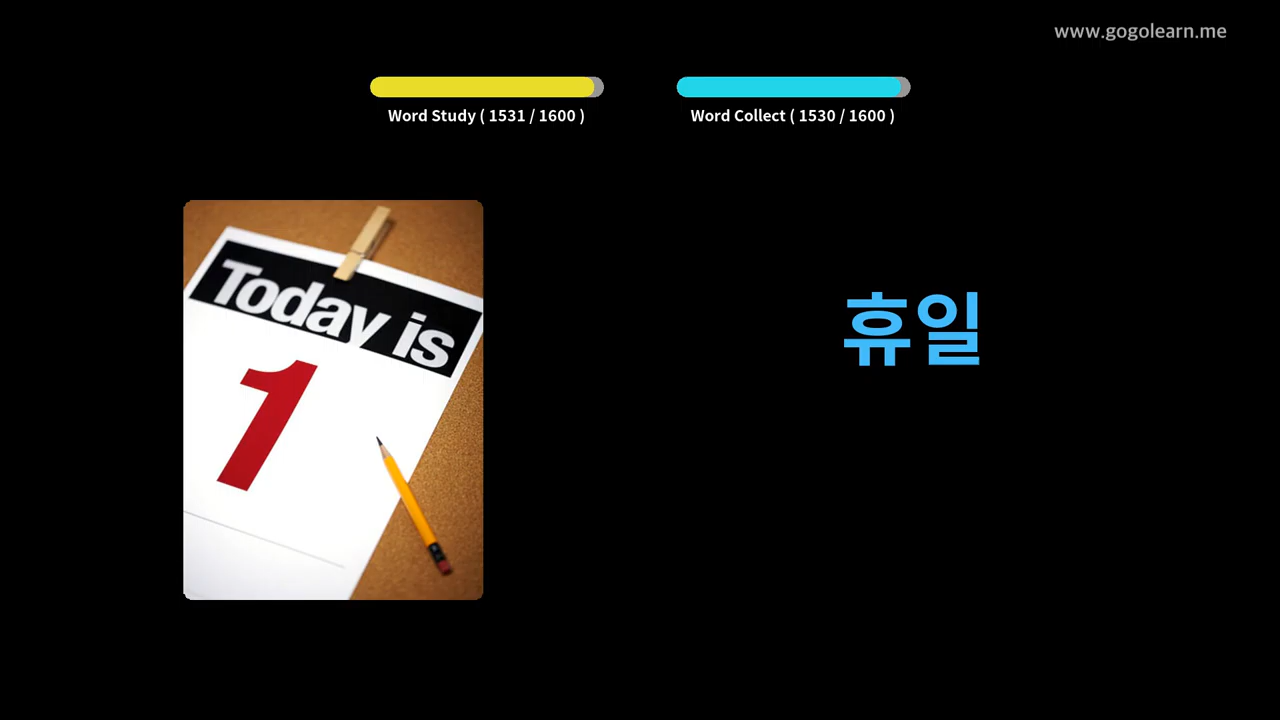 www.gogolearn.me
Word Study ( 1531 / 1600 )
Word Collect ( 1530 / 1600 )
Today is
1
휴일